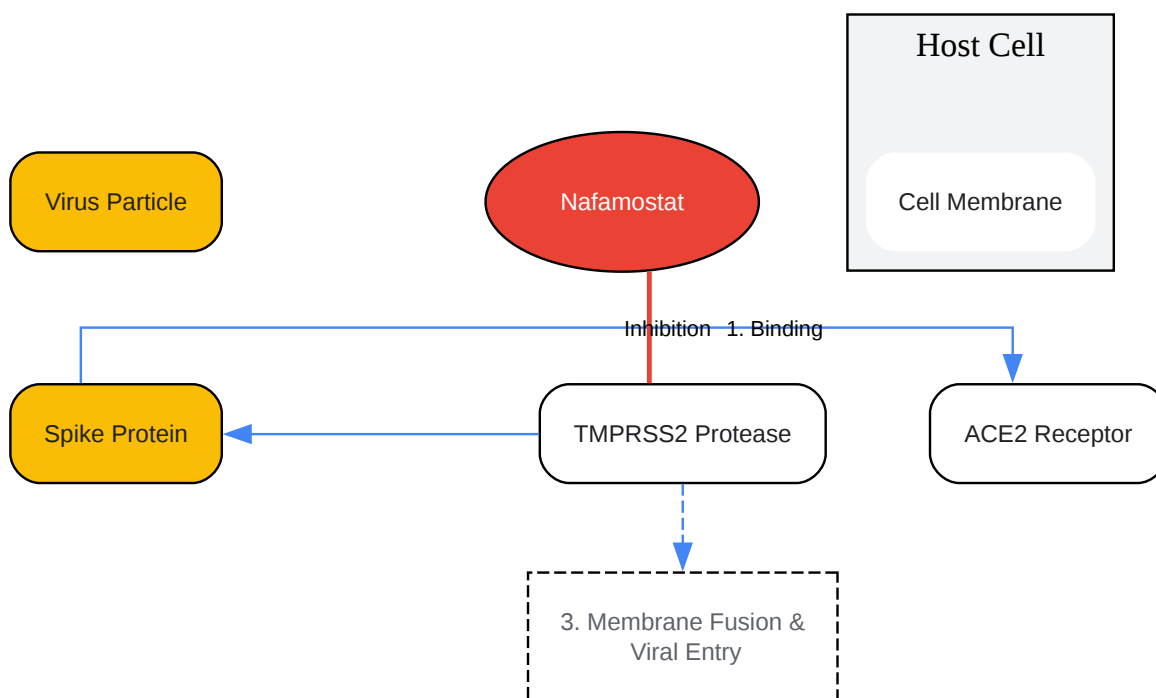 Host Cell
Virus Particle
Nafamostat
Cell Membrane
Inhibition
1. Binding
Spike Protein
TMPRSS2 Protease
ACE2 Receptor
3. Membrane Fusion &
Viral Entry